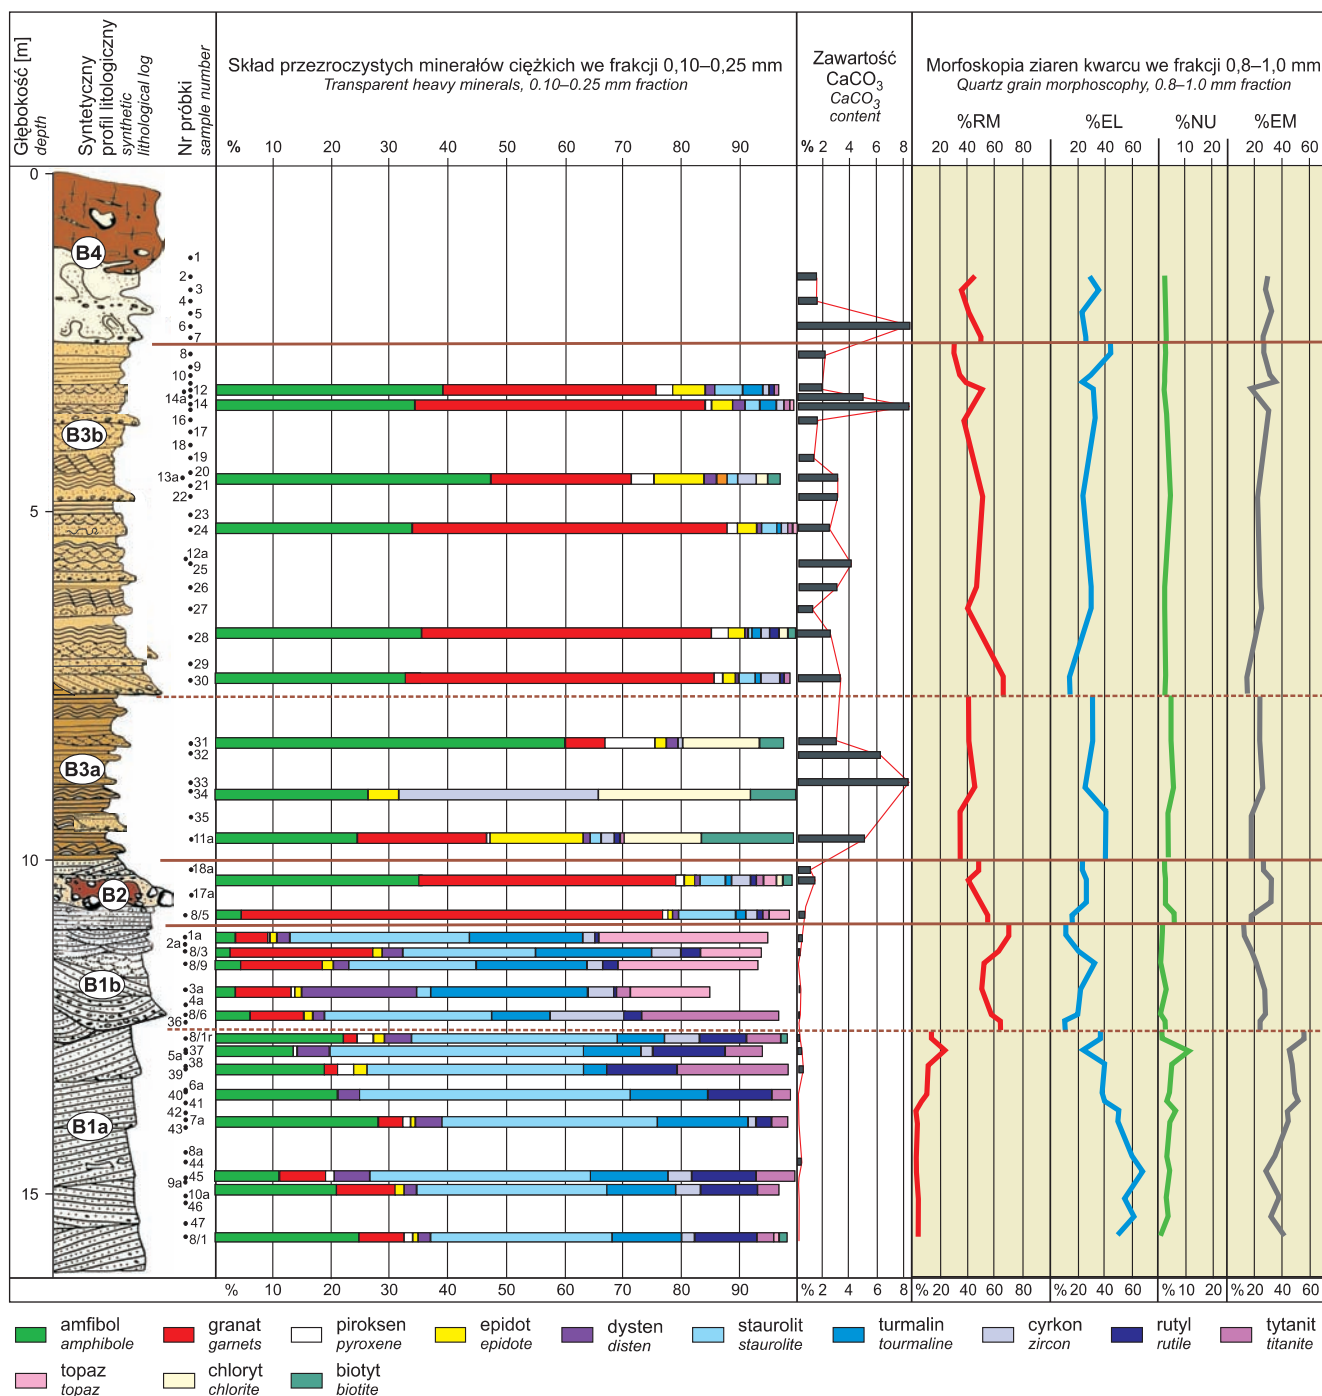 Głębokość [m]
depth
Syntetyczny
profil litologiczny
synthetic
lithological log
Nr próbki
sample number
Skład przezroczystych minerałów ciężkich we frakcji 0,10–0,25 mm
Transparent heavy minerals, 0.10–0.25 mm fraction
Zawartość
CaCO3
CaCO3
content
Morfoskopia ziaren kwarcu we frakcji 0,8–1,0 mm
Quartz grain morphoscopy, 0.8–1.0 mm fraction
%RM %EL %NU %EM
% 10 20 30 40 50 60 70 80 90
% 2 4 6 8
20 40 60 80
20 40 60
10 20
20 40 60
0
5
10
15
B4
B3b
B3a
B2
B1b
B1a
1
2
3
4
5
6
7
8
9
10
12
14a
14
16
17
18
19
20
13a
21
22
23
24
12a
25
26
27
28
29
30
31
32
33
34
35
11a
18a
17a
8/5
1a
2a
8/3
8/9
3a
4a
8/6
36
8/1r
37
5a
38
39
6a
40
41
42
7a
43
8a
44
45
9a
10a
46
47
8/1
% 10 20 30 40 50 60 70 80 90
% 2 4 6 8
% 20 40 60 80
% 20 40 60
% 10 20
% 20 40 60
amfibol
amphibole
granat
garnets
piroksen
pyroxene
epidot
epidote
dysten
disten
staurolit
staurolite
turmalin
tourmaline
cyrkon
zircon
rutyl
rutile
tytanit
titanite
topaz
topaz
chloryt
chlorite
biotyt
biotite